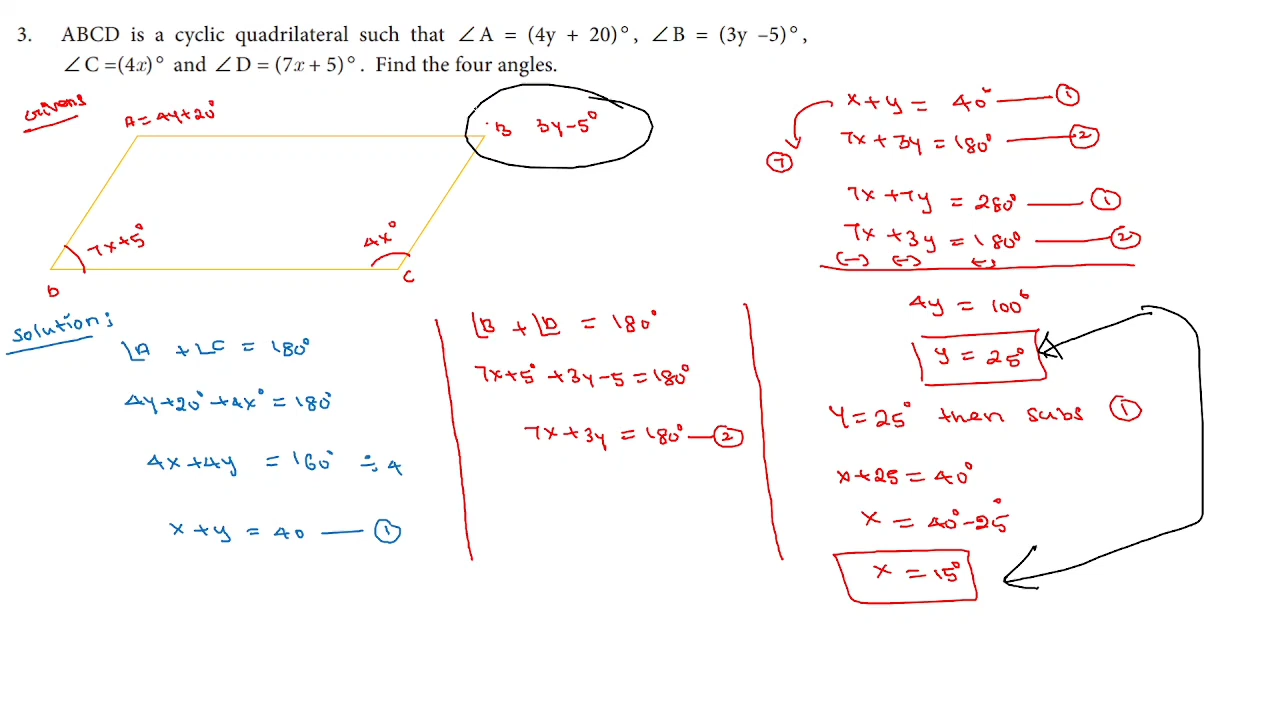 3. ABCD is a cyclic quadrilateral such that ∠A = (4y + 20)°, ∠B = (3y –5)°,
∠C =(4x)° and ∠D = (7x + 5)°. Find the four angles.
Givens
A = 4y+20°
B 3y-5°
7x+5°
4x°
D
C
Solution;
∠A + ∠C = 180°
4y+20°+4x° = 180°
4x+4y = 160° ÷ 4
x + y = 40 — ①
∠B + ∠D = 180°
7x+5° +3y-5 = 180°
7x+3y = 180° — ②
x + y = 40° — ①
7x + 3y = 180° — ②
⑦
7x + 7y = 280° — ①
7x + 3y = 180° — ②
(-) (-) (-)
4y = 100°
y = 25°
y = 25° then subs ①
x + 25 = 40°
x = 40° - 25°
x = 15°